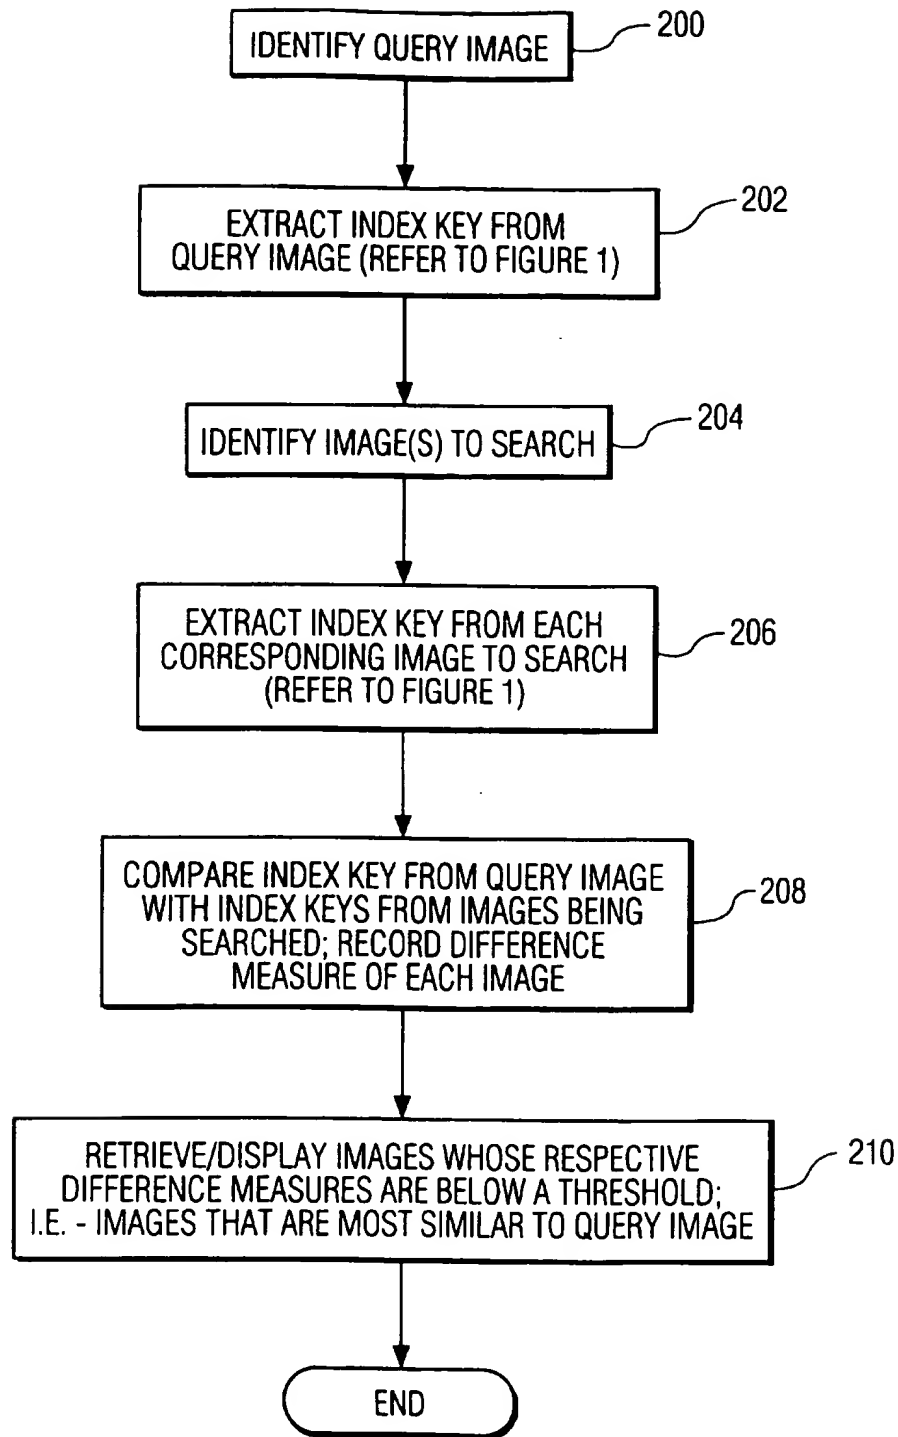 IDENTIFY QUERY IMAGE
200
EXTRACT INDEX KEY FROM
QUERY IMAGE (REFER TO FIGURE 1)
202
IDENTIFY IMAGE(S) TO SEARCH
204
EXTRACT INDEX KEY FROM EACH
CORRESPONDING IMAGE TO SEARCH
(REFER TO FIGURE 1)
206
COMPARE INDEX KEY FROM QUERY IMAGE
WITH INDEX KEYS FROM IMAGES BEING
SEARCHED; RECORD DIFFERENCE
MEASURE OF EACH IMAGE
208
RETRIEVE/DISPLAY IMAGES WHOSE RESPECTIVE
DIFFERENCE MEASURES ARE BELOW A THRESHOLD;
I.E. - IMAGES THAT ARE MOST SIMILAR TO QUERY IMAGE
210
END